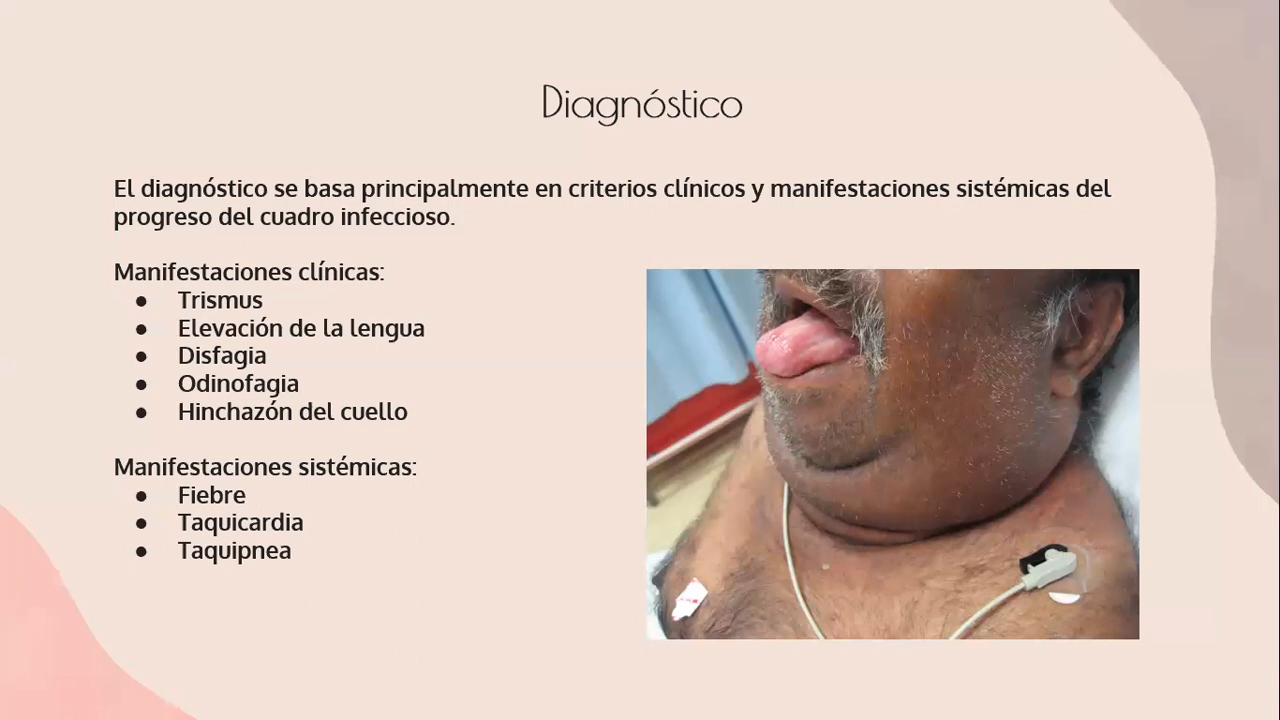 Diagnóstico
El diagnóstico se basa principalmente en criterios clínicos y manifestaciones sistémicas del
progreso del cuadro infeccioso.
Manifestaciones clínicas:
● Trismus
● Elevación de la lengua
● Disfagia
● Odinofagia
● Hinchazón del cuello
Manifestaciones sistémicas:
● Fiebre
● Taquicardia
● Taquipnea